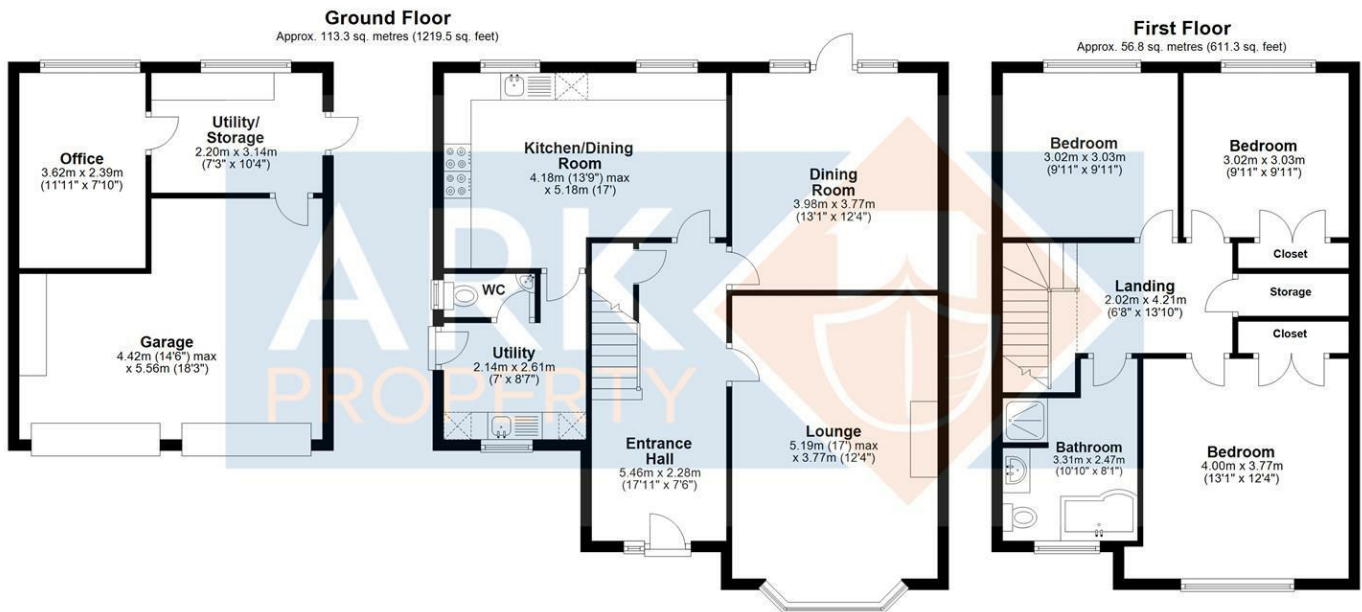 Ground Floor
Approx. 113.3 sq. metres (1219.5 sq. feet)
Office
3.62m x 2.39m
(11'11" x 7'10")
Utility/
Storage
2.20m x 3.14m
(7'3" x 10'4")
Garage
4.42m (14'6") max
x 5.56m (18'3")
Kitchen/Dining
Room
4.18m (13'9") max
x 5.18m (17')
WC
Utility
2.14m x 2.61m
(7' x 8'7")
Entrance
Hall
5.46m x 2.28m
(17'11" x 7'6")
Dining
Room
3.98m x 3.77m
(13'1" x 12'4")
Lounge
5.19m (17') max
x 3.77m (12'4")
First Floor
Approx. 56.8 sq. metres (611.3 sq. feet)
Bedroom
3.02m x 3.03m
(9'11" x 9'11")
Bedroom
3.02m x 3.03m
(9'11" x 9'11")
Closet
Landing
2.02m x 4.21m
(6'8" x 13'10")
Storage
Closet
Bathroom
3.31m x 2.47m
(10'10" x 8'1")
Bedroom
4.00m x 3.77m
(13'1" x 12'4")
ARK
PROPERTY